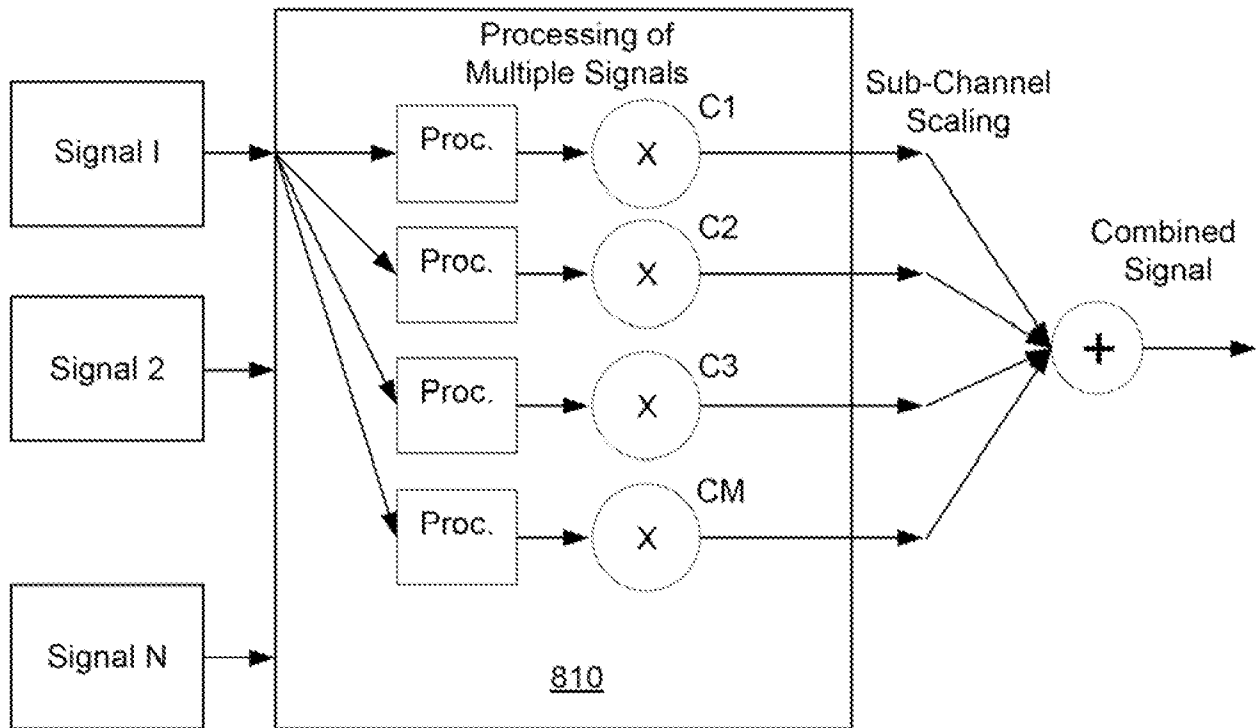 Processing of
Multiple Signals
Signal I
Proc.
X
C1
Sub-Channel
Scaling
Proc.
X
C2
Combined
Signal
+
Signal 2
Proc.
X
C3
Proc.
X
CM
Signal N
810